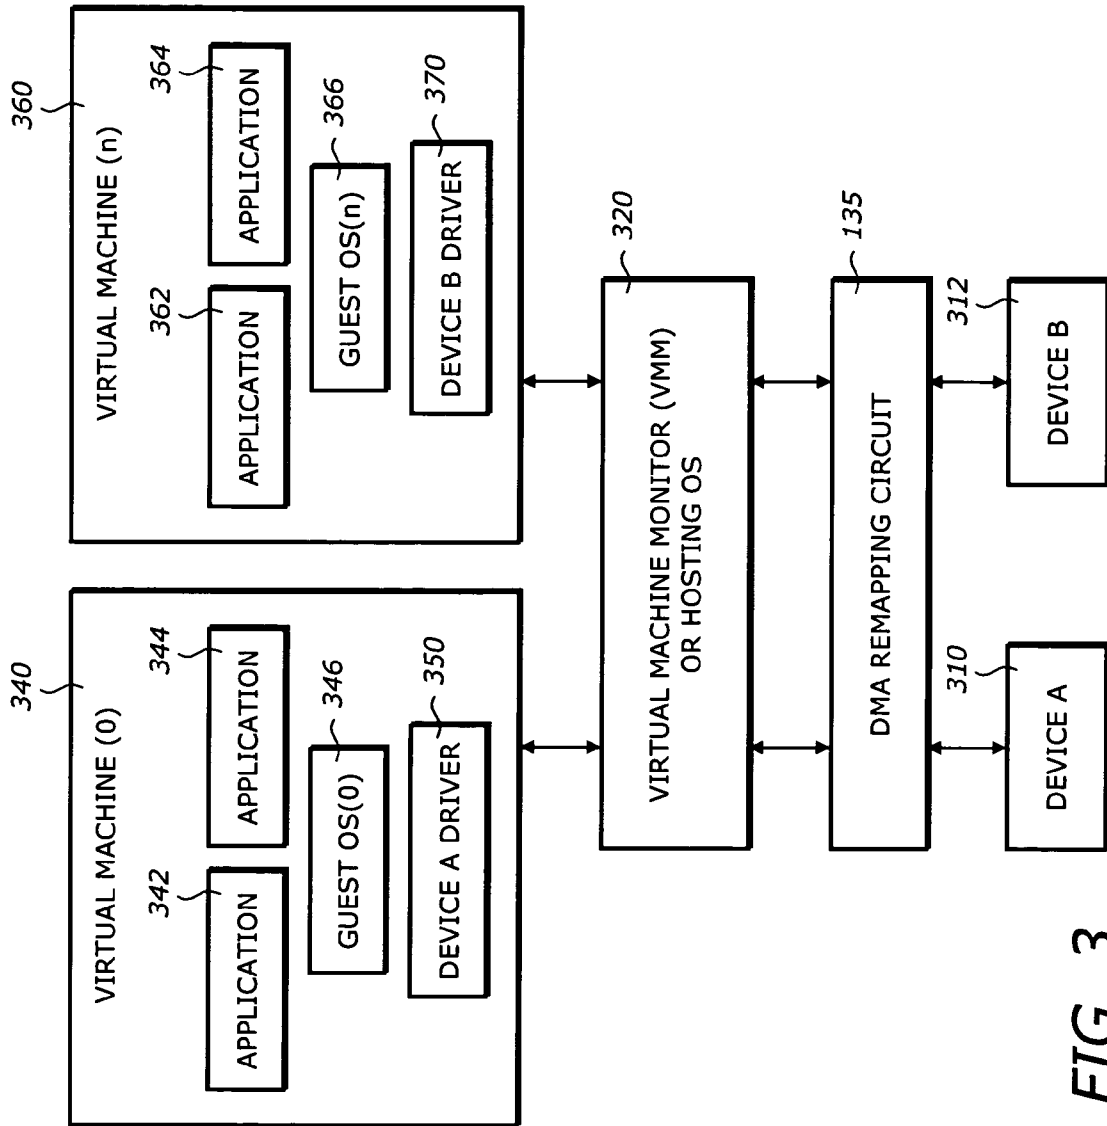 340
VIRTUAL MACHINE (0)
342
APPLICATION
344
APPLICATION
346
GUEST OS(0)
350
DEVICE A DRIVER
360
VIRTUAL MACHINE (n)
362
APPLICATION
364
APPLICATION
366
GUEST OS(n)
370
DEVICE B DRIVER
320
VIRTUAL MACHINE MONITOR (VMM)
OR HOSTING OS
135
DMA REMAPPING CIRCUIT
310
DEVICE A
312
DEVICE B
FIG. 3